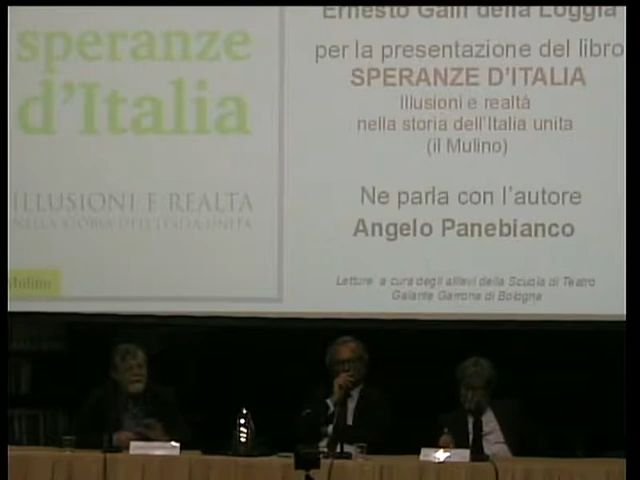 speranze
d'Italia
ILLUSIONI E REALTÀ
NELLA STORIA DELL'ITALIA UNITA
Mulino
Ernesto Galli della Loggia
per la presentazione del libro
SPERANZE D'ITALIA
Illusioni e realtà
nella storia dell'Italia unita
(il Mulino)
Ne parla con l'autore
Angelo Panebianco
Letture a cura degli allievi della Scuola di Teatro
Galante Garrone di Bologna